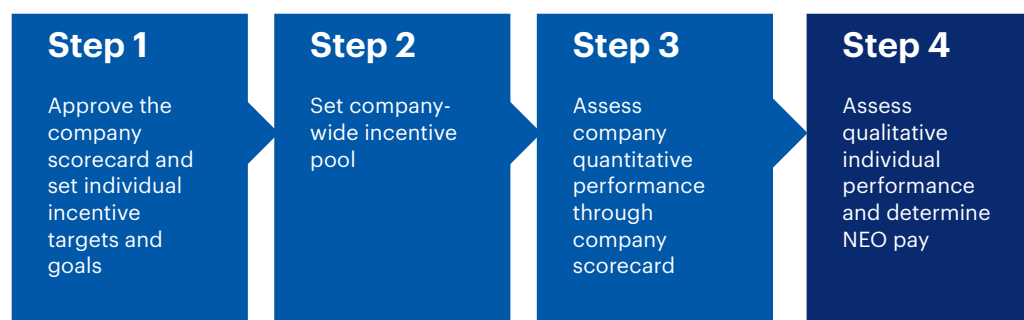 Step 1
Approve the
company
scorecard and
set individual
incentive
targets and
goals
Step 2
Set company-
wide incentive
pool
Step 3
Assess
company
quantitative
performance
through
company
scorecard
Step 4
Assess
qualitative
individual
performance
and determine
NEO pay